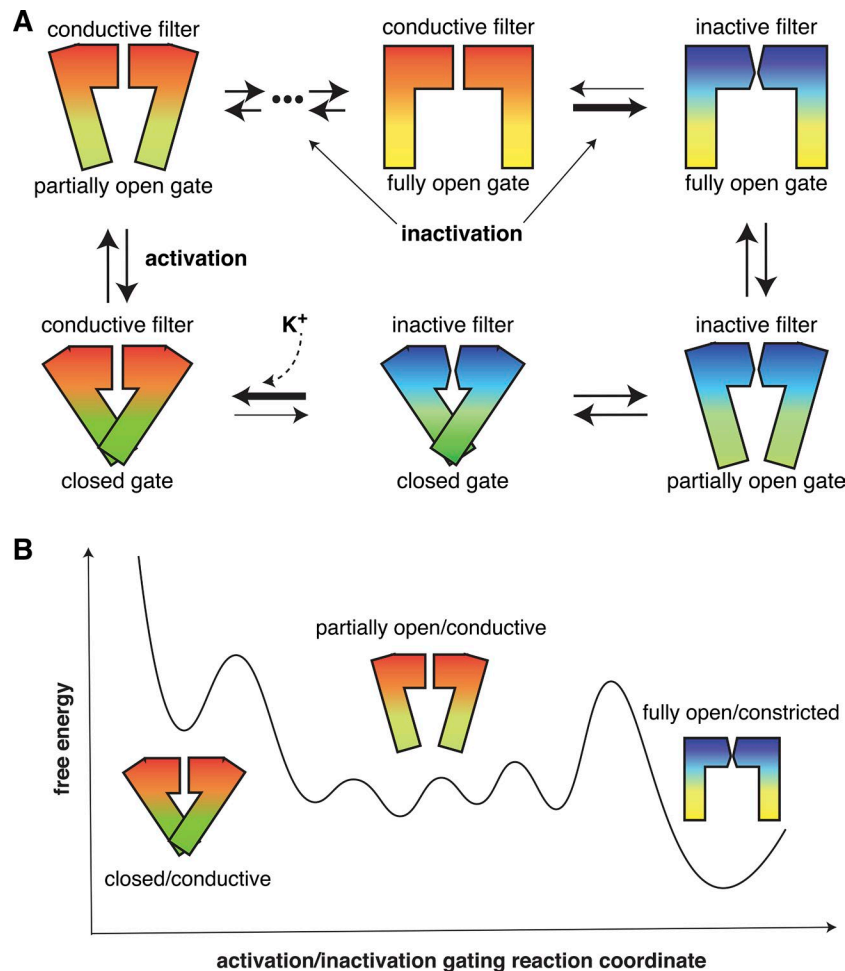 A
conductive filter
conductive filter
inactive filter
partially open gate
fully open gate
fully open gate
inactivation
activation
conductive filter
K+
inactive filter
inactive filter
closed gate
closed gate
partially open gate
B
partially open/conductive
fully open/constricted
free energy
closed/conductive
activation/inactivation gating reaction coordinate